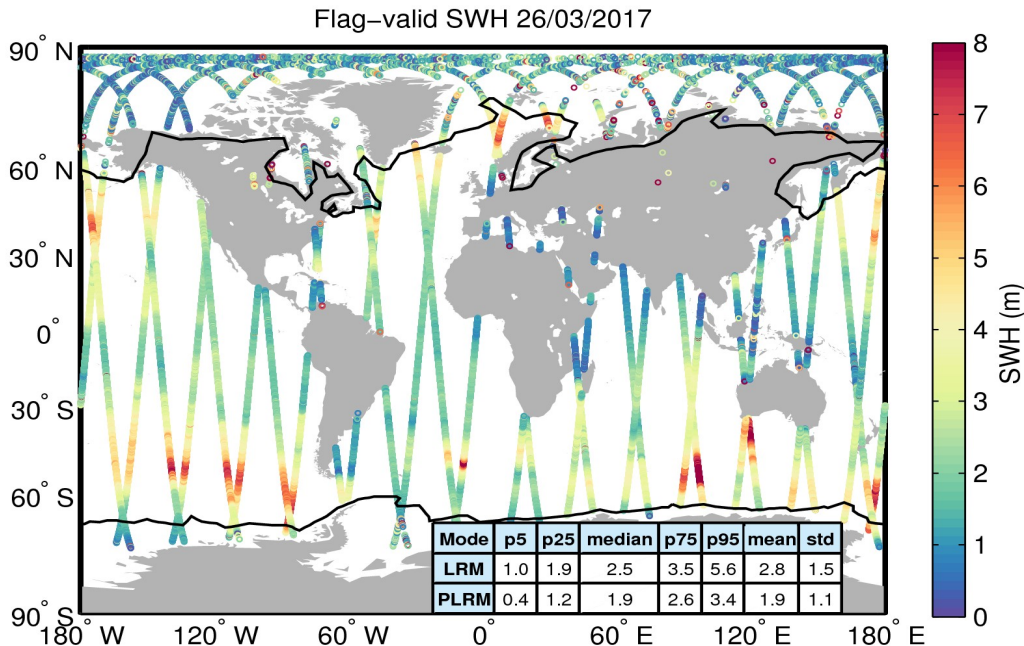 Flag−valid SWH 26/03/2017
90° N
60° N
30° N
0°
30° S
60° S
90° S
180° W
120° W
60° W
0°
60° E
120° E
180° E
8
7
6
5
4
3
2
1
0
SWH (m)
Mode p5 p25 median p75 p95 mean std
LRM 1.0 1.9 2.5 3.5 5.6 2.8 1.5
PLRM 0.4 1.2 1.9 2.6 3.4 1.9 1.1